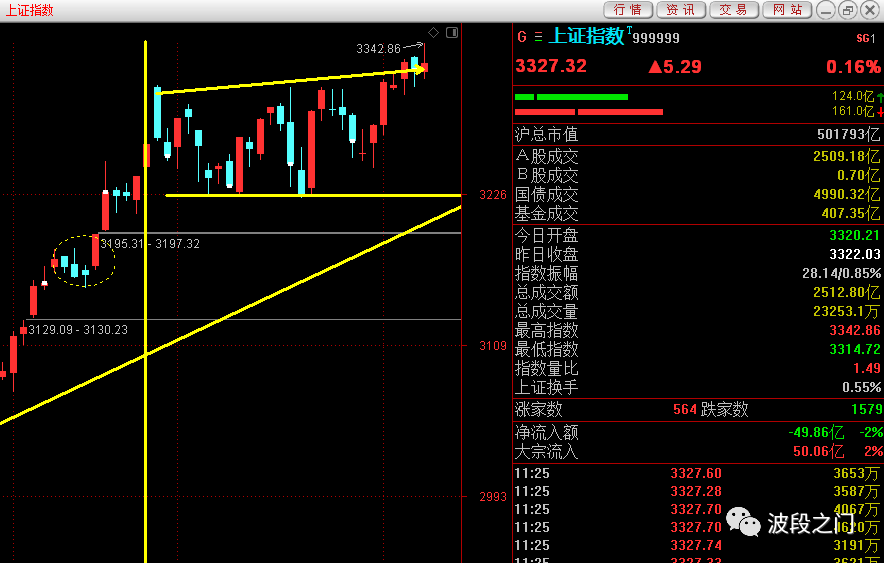 上证指数
行情 资讯 交易 网站
3342.86
3226
3195.31 - 3197.32
3129.09 - 3130.23
3109
2993
G 上证指数 T 999999 SG1
3327.32 ▲5.29 0.16%
124.0亿
161.0亿
沪总市值 501793亿
A股成交 2509.18亿
B股成交 0.70亿
国债成交 4990.32亿
基金成交 407.35亿
今日开盘 3320.21
昨日收盘 3322.03
指数振幅 28.14/0.85%
总成交额 2512.80亿
总成交量 23253.1万
最高指数 3342.86
最低指数 3314.72
指数量比 1.49
上证换手 0.55%
涨家数 564 跌家数 1579
净流入额 -49.86亿 -2%
大宗流入 50.06亿 2%
11:25 3327.60 3653万
11:25 3327.28 3587万
11:25 3327.70 4067万
11:25 3327.70
11:25 3327.74 3191万
波段之门